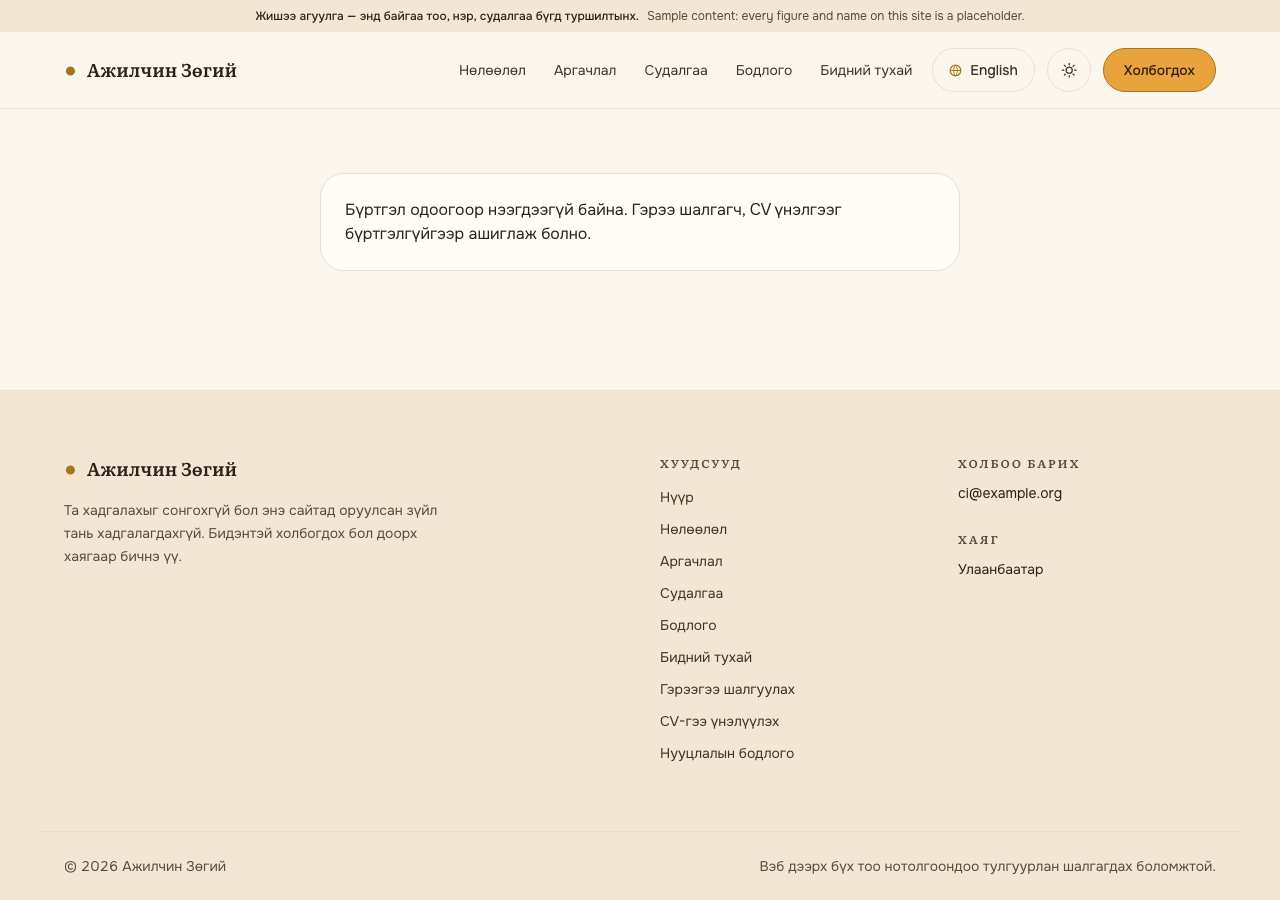 Жишээ агуулга — энд байгаа тоо, нэр, судалгаа бүгд туршилтынх. Sample content: every figure and name on this site is a placeholder.
Ажилчин Зөгий
Нөлөөлөл
Аргачлал
Судалгаа
Бодлого
Бидний тухай
English
Холбогдох
Бүртгэл одоогоор нээгдээгүй байна. Гэрээ шалгагч, CV үнэлгээг
бүртгэлгүйгээр ашиглаж болно.
Ажилчин Зөгий
Та хадгалахыг сонгохгүй бол энэ сайтад оруулсан зүйл
тань хадгалагдахгүй. Бидэнтэй холбогдох бол доорх
хаягаар бичнэ үү.
ХУУДСУУД
Нүүр
Нөлөөлөл
Аргачлал
Судалгаа
Бодлого
Бидний тухай
Гэрээгээ шалгуулах
CV-гээ үнэлүүлэх
Нууцлалын бодлого
ХОЛБОО БАРИХ
ci@example.org
ХАЯГ
Улаанбаатар
© 2026 Ажилчин Зөгий
Вэб дээрх бүх тоо нотолгоондоо тулгуурлан шалгагдах боломжтой.